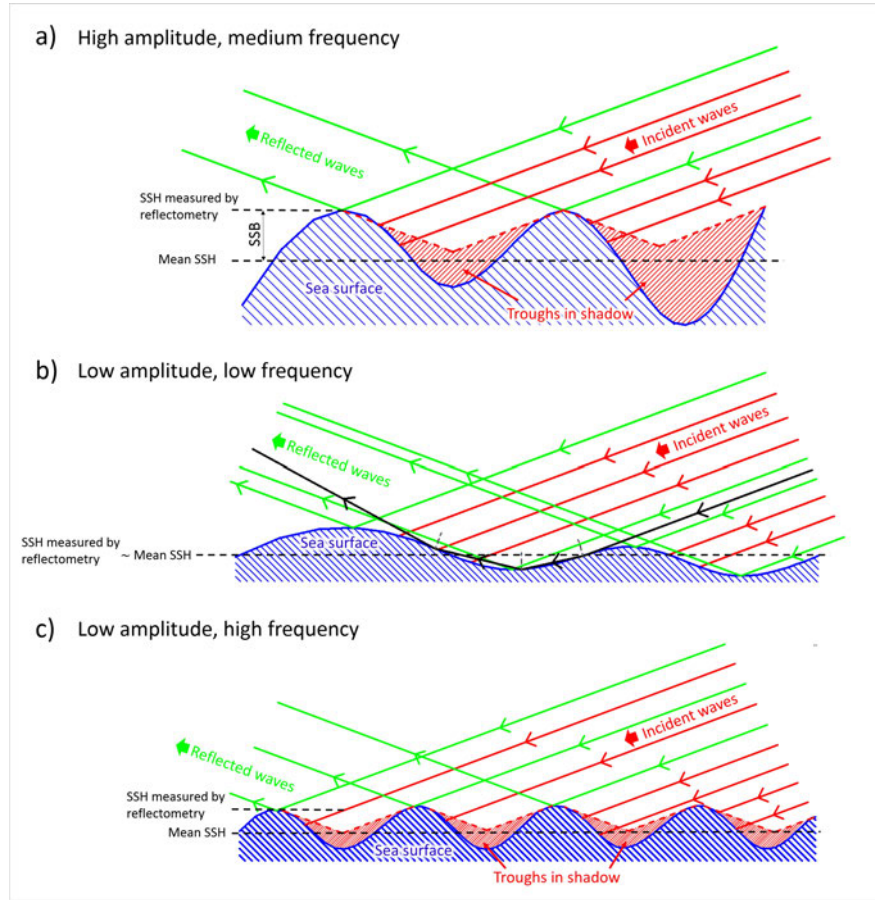 a) High amplitude, medium frequency
Reflected waves
Incident waves
SSH measured by
reflectometry
SSB
Mean SSH
Sea surface
Troughs in shadow
b) Low amplitude, low frequency
Reflected waves
Incident waves
SSH measured by
reflectometry
~ Mean SSH
Sea surface
c) Low amplitude, high frequency
Reflected waves
Incident waves
SSH measured by
reflectometry
Mean SSH
Sea surface
Troughs in shadow